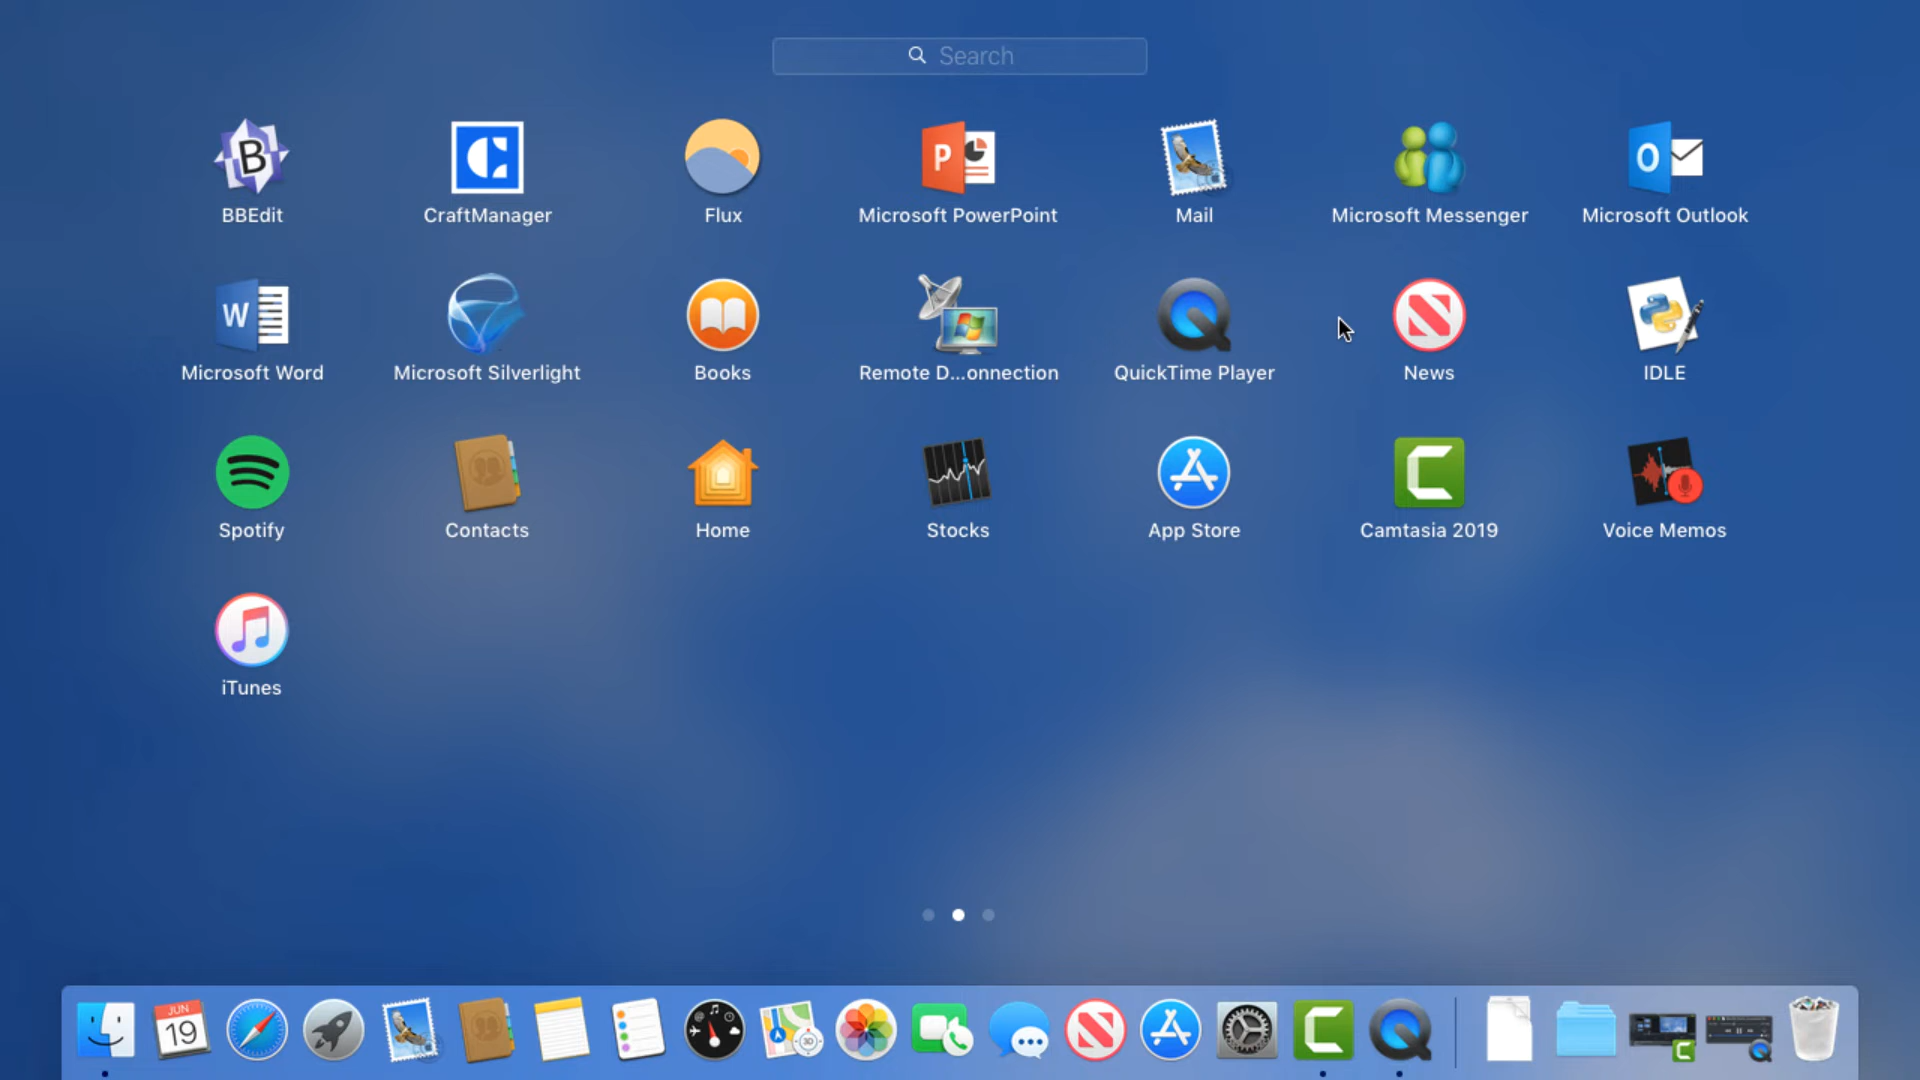 Search
BBEdit
CraftManager
Flux
Microsoft PowerPoint
Mail
Microsoft Messenger
Microsoft Outlook
Microsoft Word
Microsoft Silverlight
Books
Remote D...onnection
QuickTime Player
News
IDLE
Spotify
Contacts
Home
Stocks
App Store
Camtasia 2019
Voice Memos
iTunes
JUN
19